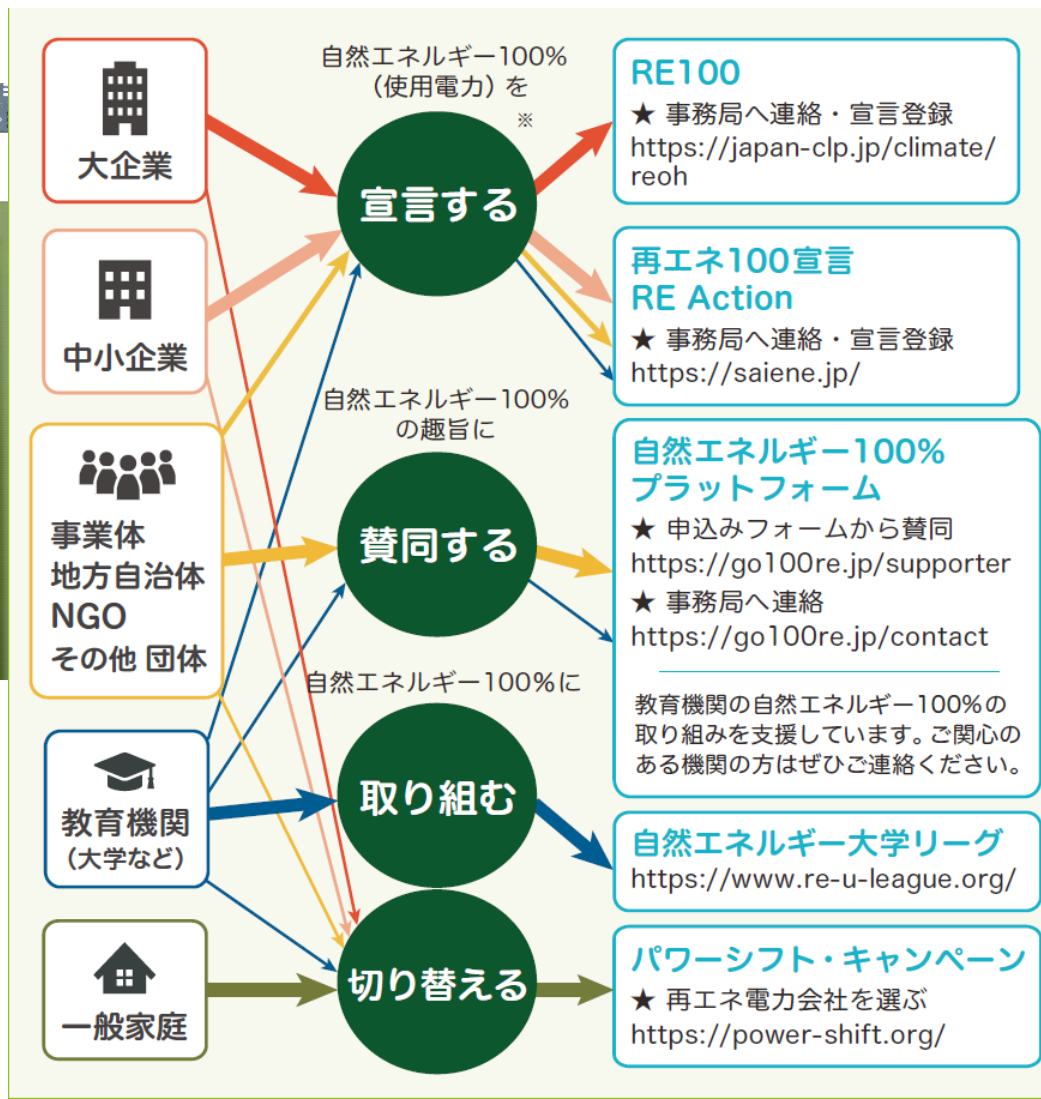 大企業
中小企業
事業体
地方自治体
NGO
その他 団体
教育機関
（大学など）
一般家庭
自然エネルギー100%
（使用電力）を
※
宣言する
自然エネルギー100%
の趣旨に
賛同する
自然エネルギー100%に
取り組む
切り替える
RE100
★ 事務局へ連絡・宣言登録
https://japan-clp.jp/climate/
reoh
再エネ100宣言
RE Action
★ 事務局へ連絡・宣言登録
https://saiene.jp/
自然エネルギー100%
プラットフォーム
★ 申込みフォームから賛同
https://go100re.jp/supporter
★ 事務局へ連絡
https://go100re.jp/contact
教育機関の自然エネルギー100%の
取り組みを支援しています。ご関心の
ある機関の方はぜひご連絡ください。
自然エネルギー大学リーグ
https://www.re-u-league.org/
パワーシフト・キャンペーン
★ 再エネ電力会社を選ぶ
https://power-shift.org/